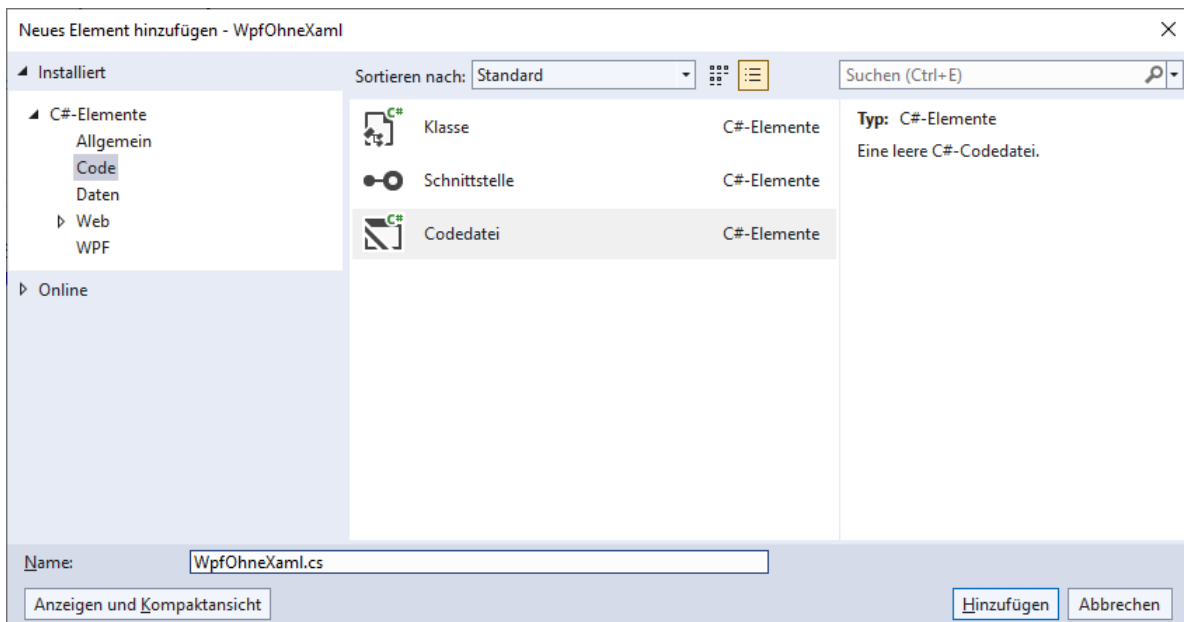 Neues Element hinzufügen - WpfOhneXaml
Installiert
Sortieren nach: Standard
Suchen (Ctrl+E)
C#-Elemente
Allgemein
Code
Daten
Web
WPF
Online
C# Klasse C#-Elemente
Schnittstelle C#-Elemente
C# Codedatei C#-Elemente
Typ: C#-Elemente
Eine leere C#-Codedatei.
Name: WpfOhneXaml.cs
Anzeigen und Kompaktansicht Hinzufügen Abbrechen